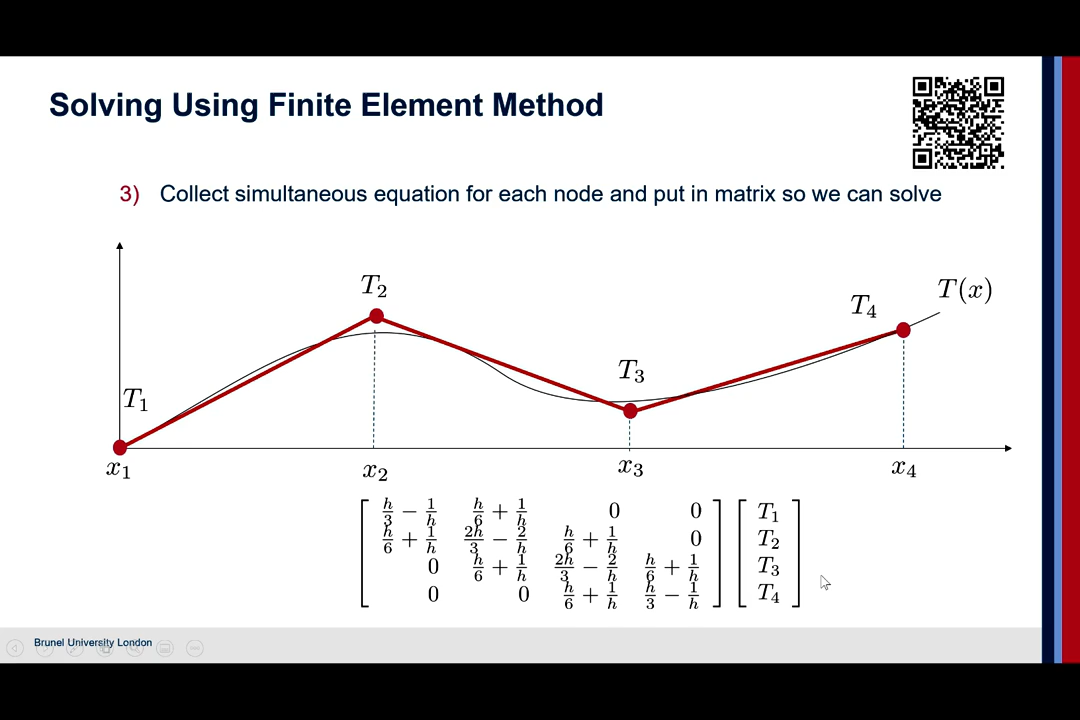 Solving Using Finite Element Method
3) Collect simultaneous equation for each node and put in matrix so we can solve
T₂
T₄
T(x)
T₃
T₁
x₁
x₂
x₃
x₄
h/3 − 1/h h/6 + 1/h 0 0 T₁
h/6 + 1/h 2h/3 − 2/h h/6 + 1/h 0 T₂
0 h/6 + 1/h 2h/3 − 2/h h/6 + 1/h T₃
0 0 h/6 + 1/h h/3 − 1/h T₄
Brunel University London